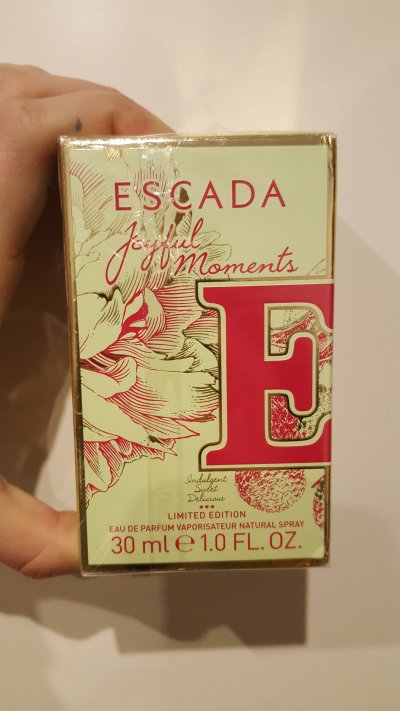 ESCADA
Joyful
Moments
E
Indulgent
Sweet
Delicious
LIMITED EDITION
EAU DE PARFUM VAPORISATEUR NATURAL SPRAY
30 ml ℮ 1.0 FL. OZ.